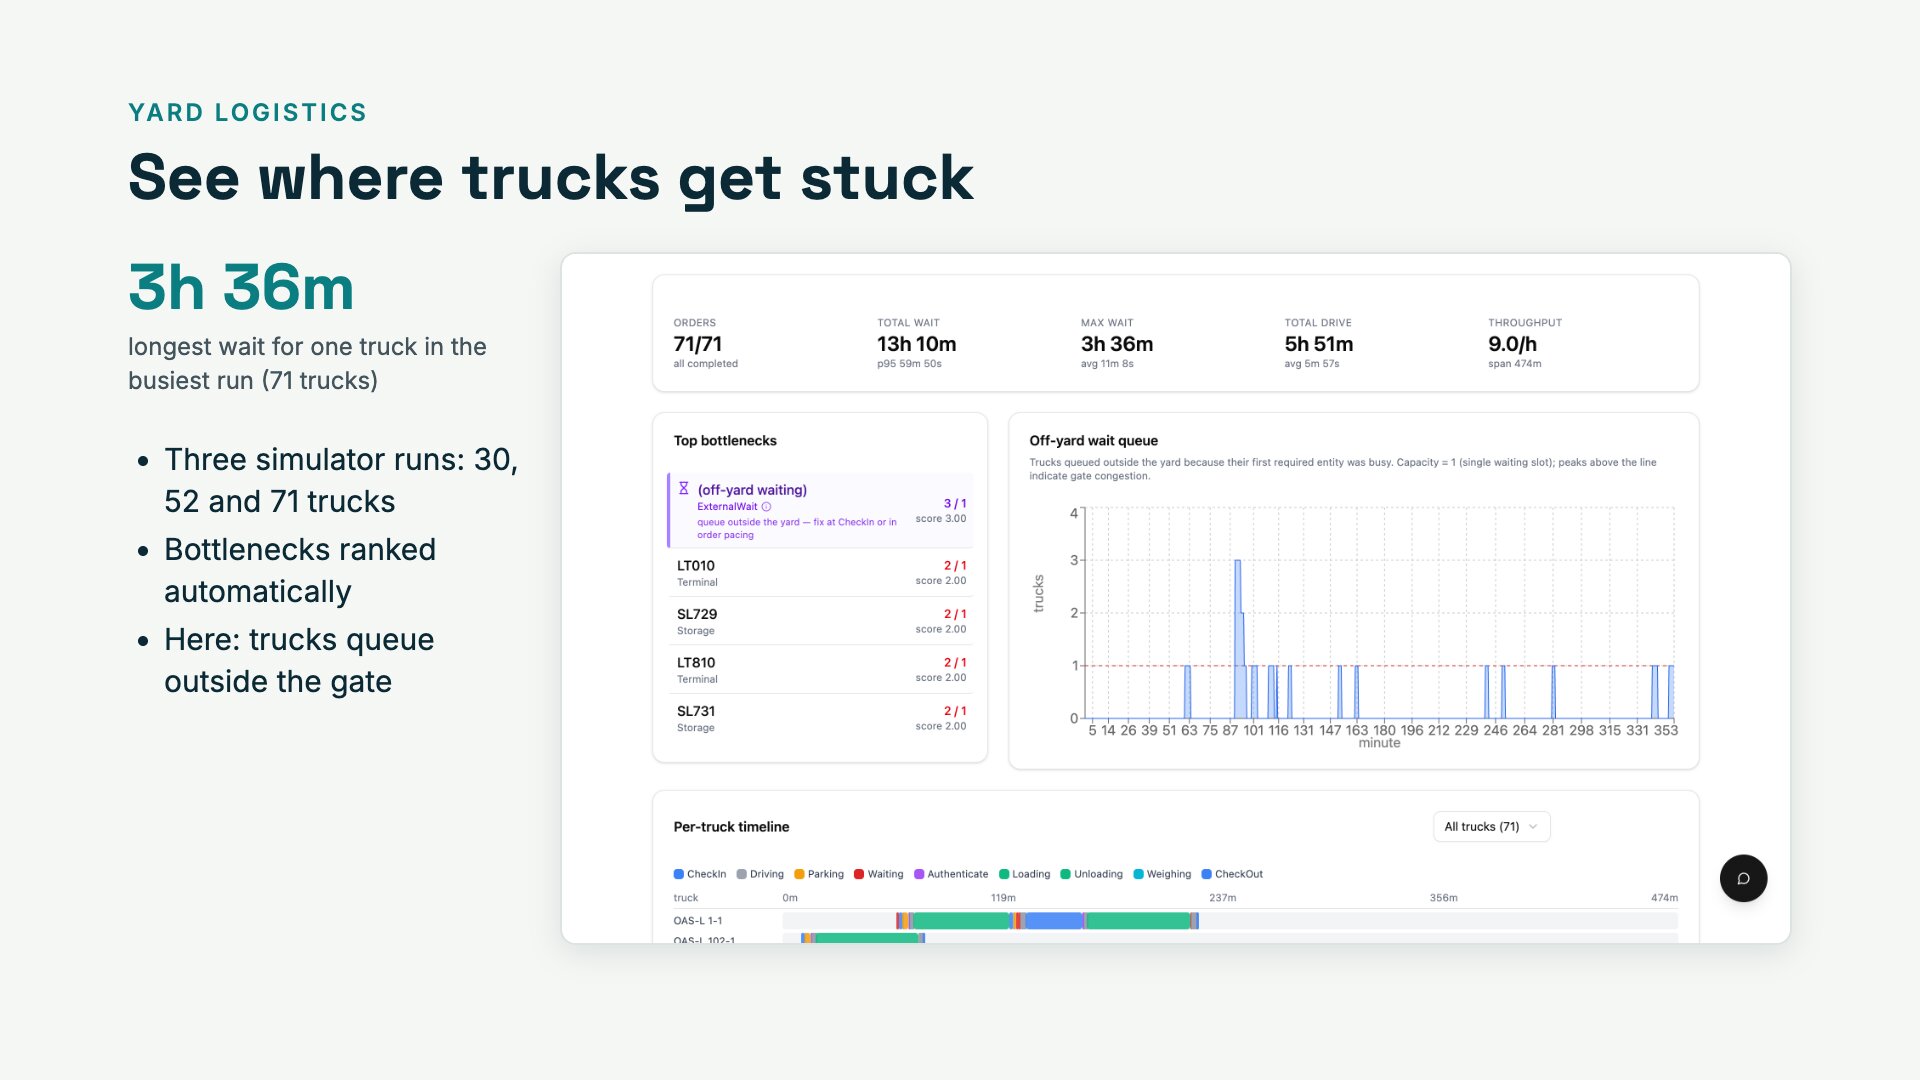 YARD LOGISTICS
See where trucks get stuck
3h 36m
longest wait for one truck in the
busiest run (71 trucks)
• Three simulator runs: 30,
52 and 71 trucks
• Bottlenecks ranked
automatically
• Here: trucks queue
outside the gate
ORDERS
71/71
all completed
TOTAL WAIT
13h 10m
p95 59m 50s
MAX WAIT
3h 36m
avg 11m 8s
TOTAL DRIVE
5h 51m
avg 5m 57s
THROUGHPUT
9.0/h
span 474m
Top bottlenecks
(off-yard waiting)
ExternalWait
queue outside the yard — fix at CheckIn or in
order pacing
3 / 1
score 3.00
LT010
Terminal
2 / 1
score 2.00
SL729
Storage
2 / 1
score 2.00
LT810
Terminal
2 / 1
score 2.00
SL731
Storage
2 / 1
score 2.00
Off-yard wait queue
Trucks queued outside the yard because their first required entity was busy. Capacity = 1 (single waiting slot); peaks above the line
indicate gate congestion.
trucks
4
3
2
1
0
5 14 26 39 51 63 75 87 101 116 131 147 163 180 196 212 229 246 264 281 298 315 331 353
minute
Per-truck timeline
All trucks (71)
CheckIn Driving Parking Waiting Authenticate Loading Unloading Weighing CheckOut
truck 0m 119m 237m 356m 474m
OAS-L 1-1
OAS-L 102-1